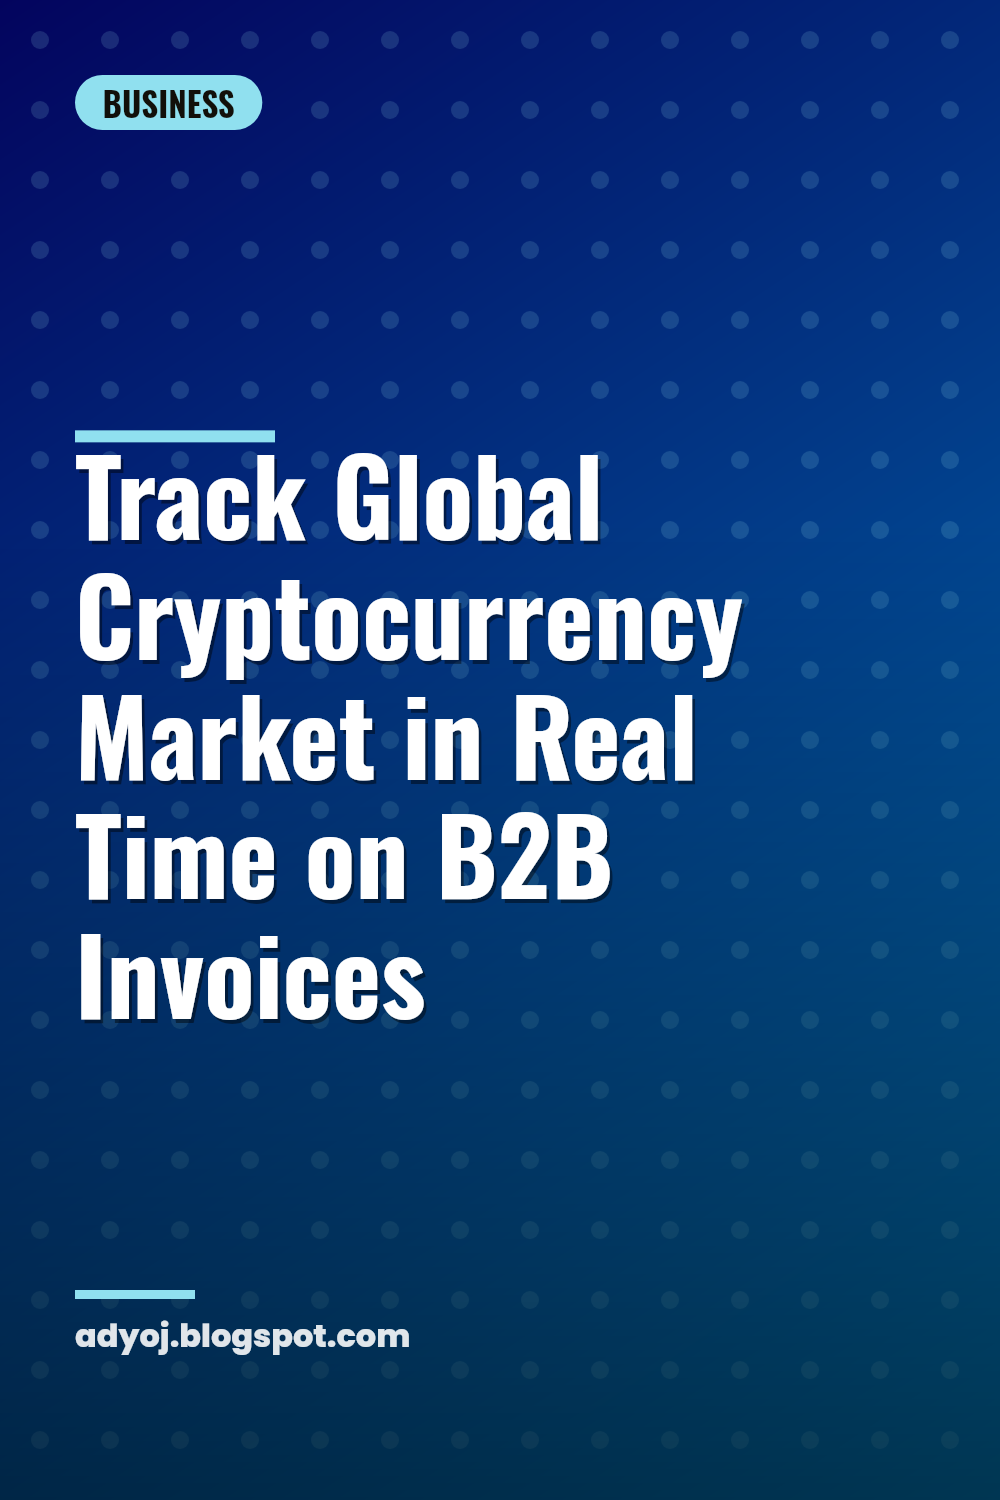 BUSINESS
Track Global
Cryptocurrency
Market in Real
Time on B2B
Invoices
adyoj.blogspot.com